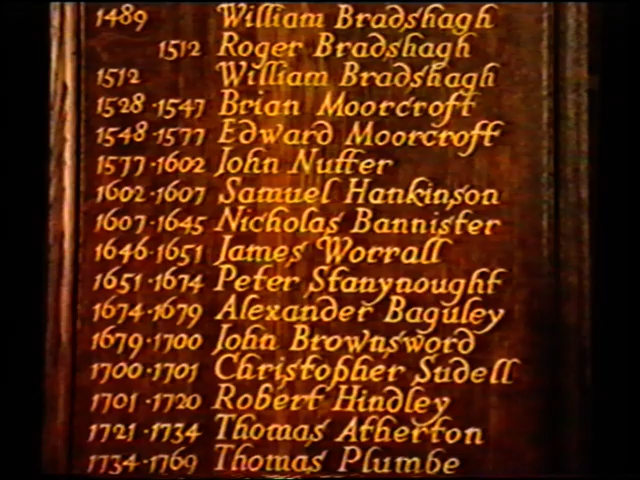 1489 William Bradshagh
1512 Roger Bradshagh
1512 William Bradshagh
1528-1547 Brian Moorcroft
1548-1577 Edward Moorcroft
1577-1602 John Nutter
1602-1607 Samuel Hankinson
1607-1645 Nicholas Bannister
1646-1651 James Worrall
1651-1674 Peter Stanynought
1674-1679 Alexander Baguley
1679-1700 John Brownsword
1700-1701 Christopher Sudell
1701-1720 Robert Hindley
1721-1734 Thomas Atherton
1734-1769 Thomas Plumbe